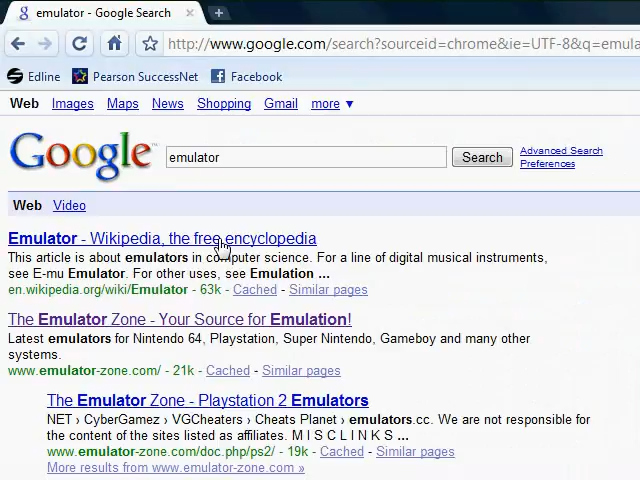 emulator - Google Search
http://www.google.com/search?sourceid=chrome&ie=UTF-8&q=emula
Edline Pearson SuccessNet Facebook
Web Images Maps News Shopping Gmail more ▼
Google emulator Search Advanced Search
Preferences
Web Video
Emulator - Wikipedia, the free encyclopedia
This article is about emulators in computer science. For a line of digital musical instruments,
see E-mu Emulator. For other uses, see Emulation ...
en.wikipedia.org/wiki/Emulator - 63k - Cached - Similar pages
The Emulator Zone - Your Source for Emulation!
Latest emulators for Nintendo 64, Playstation, Super Nintendo, Gameboy and many other
systems.
www.emulator-zone.com/ - 21k - Cached - Similar pages
The Emulator Zone - Playstation 2 Emulators
NET › CyberGamez › VGCheaters › Cheats Planet › emulators.cc. We are not responsible for
the content of the sites listed as affiliates. M I S C L I N K S ...
www.emulator-zone.com/doc.php/ps2/ - 19k - Cached - Similar pages
More results from www.emulator-zone.com »